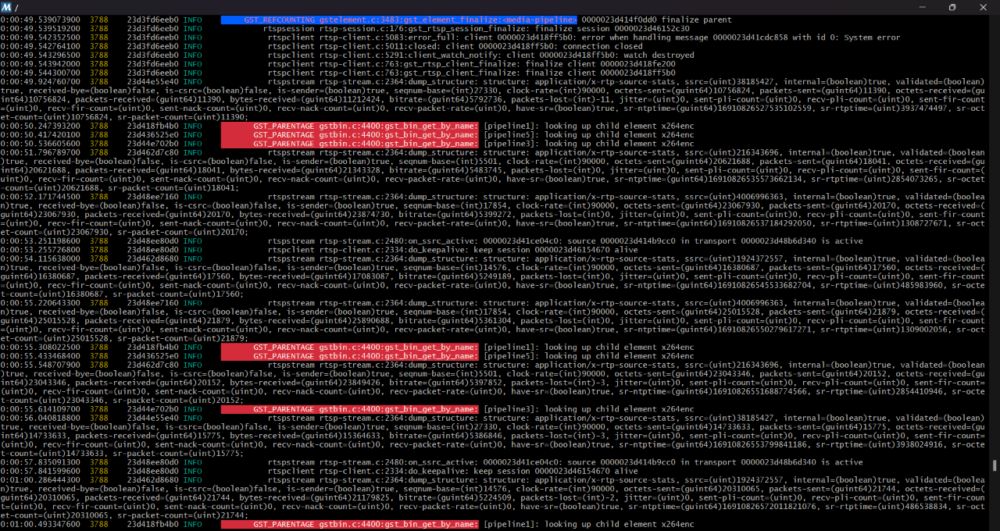 /
0:00:49.539073900  3788  23d3fd6eeb0 INFO  GST_REFCOUNTING gstelement.c:3483:gst_element_finalize:<media-pipeline> 0000023d414f0dd0 finalize parent
0:00:49.539519200  3788  23d3fd6eeb0 INFO  rtspsession rtsp-session.c:176:gst_rtsp_session_finalize: finalize session 0000023d46152c30
0:00:49.542352500  3788  23d3fd6eeb0 INFO  rtspclient rtsp-client.c:5083:error_full: client 0000023d418ff5b0: error when handling message 0000023d41cdc858 with id 0: System error
0:00:49.542764100  3788  23d3fd6eeb0 INFO  rtspclient rtsp-client.c:5011:closed: client 0000023d418ff5b0: connection closed
0:00:49.543296500  3788  23d3fd6eeb0 INFO  rtspclient rtsp-client.c:5291:client_watch_notify: client 0000023d418ff5b0: watch destroyed
0:00:49.543942000  3788  23d3fd6eeb0 INFO  rtspclient rtsp-client.c:763:gst_rtsp_client_finalize: finalize client 0000023d418fe200
0:00:49.544300700  3788  23d3fd6eeb0 INFO  rtspclient rtsp-client.c:763:gst_rtsp_client_finalize: finalize client 0000023d418ff5b0
0:00:49.924760700  3788  23d44e55e40 INFO  rtspstream rtsp-stream.c:2364:dump_structure: structure: application/x-rtp-source-stats, ssrc=(uint)38185427, internal=(boolean)true, validated=(boolean)
true, received-bye=(boolean)false, is-csrc=(boolean)false, is-sender=(boolean)true, seqnum-base=(int)27330, clock-rate=(int)90000, octets-sent=(guint64)10756824, packets-sent=(guint64)11390, octets-received=(gu
int64)10756824, packets-received=(guint64)11390, bytes-received=(guint64)11212424, bitrate=(guint64)5792736, packets-lost=(int)-11, jitter=(uint)0, sent-pli-count=(uint)0, recv-pli-count=(uint)0, sent-fir-count
=(uint)0, recv-fir-count=(uint)0, sent-nack-count=(uint)0, recv-nack-count=(uint)0, recv-packet-rate=(uint)0, have-sr=(boolean)true, sr-ntptime=(guint64)16910826527535102559, sr-rtptime=(uint)3937474497, sr-oct
et-count=(uint)10756824, sr-packet-count=(uint)11390;
0:00:50.247393200  3788  23d418fb4b0 INFO  GST_PARENTAGE gstbin.c:4400:gst_bin_get_by_name: [pipeline1]: looking up child element x264enc
0:00:50.417420100  3788  23d436525e0 INFO  GST_PARENTAGE gstbin.c:4400:gst_bin_get_by_name: [pipeline5]: looking up child element x264enc
0:00:50.536605600  3788  23d44e702b0 INFO  GST_PARENTAGE gstbin.c:4400:gst_bin_get_by_name: [pipeline3]: looking up child element x264enc
0:00:51.796789700  3788  23d462d7c80 INFO  rtspstream rtsp-stream.c:2364:dump_structure: structure: application/x-rtp-source-stats, ssrc=(uint)216343696, internal=(boolean)true, validated=(boolean
)true, received-bye=(boolean)false, is-csrc=(boolean)false, is-sender=(boolean)true, seqnum-base=(int)5501, clock-rate=(int)90000, octets-sent=(guint64)20621688, packets-sent=(guint64)18041, octets-received=(gu
int64)20621688, packets-received=(guint64)18041, bytes-received=(guint64)21343328, bitrate=(guint64)5483745, packets-lost=(int)0, jitter=(uint)0, sent-pli-count=(uint)0, recv-pli-count=(uint)0, sent-fir-count=(
uint)0, recv-fir-count=(uint)0, sent-nack-count=(uint)0, recv-nack-count=(uint)0, recv-packet-rate=(uint)0, have-sr=(boolean)true, sr-ntptime=(guint64)16910826535573662134, sr-rtptime=(uint)2854073265, sr-octet
-count=(uint)20621688, sr-packet-count=(uint)18041;
0:00:52.171744500  3788  23d48ee7160 INFO  rtspstream rtsp-stream.c:2364:dump_structure: structure: application/x-rtp-source-stats, ssrc=(uint)4006996363, internal=(boolean)true, validated=(boolea
n)true, received-bye=(boolean)false, is-csrc=(boolean)false, is-sender=(boolean)true, seqnum-base=(int)17854, clock-rate=(int)90000, octets-sent=(guint64)23067930, packets-sent=(guint64)20170, octets-received=(
guint64)23067930, packets-received=(guint64)20170, bytes-received=(guint64)23874730, bitrate=(guint64)5399272, packets-lost=(int)0, jitter=(uint)0, sent-pli-count=(uint)0, recv-pli-count=(uint)0, sent-fir-count
=(uint)0, recv-fir-count=(uint)0, sent-nack-count=(uint)0, recv-nack-count=(uint)0, recv-packet-rate=(uint)0, have-sr=(boolean)true, sr-ntptime=(guint64)16910826537184292050, sr-rtptime=(uint)1308727671, sr-oct
et-count=(uint)23067930, sr-packet-count=(uint)20170;
0:00:53.251198600  3788  23d48ee80d0 INFO  rtspstream rtsp-stream.c:2480:on_ssrc_active: 0000023d41ce04c0: source 0000023d414b9cc0 in transport 0000023d48b6d340 is active
0:00:53.255726800  3788  23d48ee80d0 INFO  rtspclient rtsp-client.c:2334:do_keepalive: keep session 0000023d46154670 alive
0:00:54.115638000  3788  23d462d8680 INFO  rtspstream rtsp-stream.c:2364:dump_structure: structure: application/x-rtp-source-stats, ssrc=(uint)1924372557, internal=(boolean)true, validated=(boolea
n)true, received-bye=(boolean)false, is-csrc=(boolean)false, is-sender=(boolean)true, seqnum-base=(int)14576, clock-rate=(int)90000, octets-sent=(guint64)16380687, packets-sent=(guint64)17560, octets-received=(
guint64)16380687, packets-received=(guint64)17560, bytes-received=(guint64)17083087, bitrate=(guint64)5249189, packets-lost=(int)0, jitter=(uint)0, sent-pli-count=(uint)0, recv-pli-count=(uint)0, sent-fir-count
=(uint)0, recv-fir-count=(uint)0, sent-nack-count=(uint)0, recv-nack-count=(uint)0, recv-packet-rate=(uint)0, have-sr=(boolean)true, sr-ntptime=(guint64)16910826545533682704, sr-rtptime=(uint)485983960, sr-octe
t-count=(uint)16380687, sr-packet-count=(uint)17560;
0:00:55.220643300  3788  23d48ee7160 INFO  rtspstream rtsp-stream.c:2364:dump_structure: structure: application/x-rtp-source-stats, ssrc=(uint)4006996363, internal=(boolean)true, validated=(boolea
n)true, received-bye=(boolean)false, is-csrc=(boolean)false, is-sender=(boolean)true, seqnum-base=(int)17854, clock-rate=(int)90000, octets-sent=(guint64)25015528, packets-sent=(guint64)21879, octets-received=(
guint64)25015528, packets-received=(guint64)21879, bytes-received=(guint64)25890688, bitrate=(guint64)5361304, packets-lost=(int)0, jitter=(uint)0, sent-pli-count=(uint)0, recv-pli-count=(uint)0, sent-fir-count
=(uint)0, recv-fir-count=(uint)0, sent-nack-count=(uint)0, recv-nack-count=(uint)0, recv-packet-rate=(uint)0, have-sr=(boolean)true, sr-ntptime=(guint64)16910826550279617271, sr-rtptime=(uint)1309002056, sr-oct
et-count=(uint)25015528, sr-packet-count=(uint)21879;
0:00:55.308022500  3788  23d418fb4b0 INFO  GST_PARENTAGE gstbin.c:4400:gst_bin_get_by_name: [pipeline1]: looking up child element x264enc
0:00:55.433468400  3788  23d436525e0 INFO  GST_PARENTAGE gstbin.c:4400:gst_bin_get_by_name: [pipeline5]: looking up child element x264enc
0:00:55.548707900  3788  23d462d7c80 INFO  rtspstream rtsp-stream.c:2364:dump_structure: structure: application/x-rtp-source-stats, ssrc=(uint)216343696, internal=(boolean)true, validated=(boolean
)true, received-bye=(boolean)false, is-csrc=(boolean)false, is-sender=(boolean)true, seqnum-base=(int)5501, clock-rate=(int)90000, octets-sent=(guint64)23043346, packets-sent=(guint64)20152, octets-received=(gu
int64)23043346, packets-received=(guint64)20152, bytes-received=(guint64)23849426, bitrate=(guint64)5397852, packets-lost=(int)-3, jitter=(uint)0, sent-pli-count=(uint)0, recv-pli-count=(uint)0, sent-fir-count=
(uint)0, recv-fir-count=(uint)0, sent-nack-count=(uint)0, recv-nack-count=(uint)0, recv-packet-rate=(uint)0, have-sr=(boolean)true, sr-ntptime=(guint64)16910826551688774566, sr-rtptime=(uint)2854410946, sr-octe
t-count=(uint)23043346, sr-packet-count=(uint)20152;
0:00:55.614109700  3788  23d44e702b0 INFO  GST_PARENTAGE gstbin.c:4400:gst_bin_get_by_name: [pipeline3]: looking up child element x264enc
0:00:56.040818800  3788  23d44e55e40 INFO  rtspstream rtsp-stream.c:2364:dump_structure: structure: application/x-rtp-source-stats, ssrc=(uint)38185427, internal=(boolean)true, validated=(boolean)
true, received-bye=(boolean)false, is-csrc=(boolean)false, is-sender=(boolean)true, seqnum-base=(int)27330, clock-rate=(int)90000, octets-sent=(guint64)14733633, packets-sent=(guint64)15775, octets-received=(gu
int64)14733633, packets-received=(guint64)15775, bytes-received=(guint64)15364633, bitrate=(guint64)5386846, packets-lost=(int)-3, jitter=(uint)0, sent-pli-count=(uint)0, recv-pli-count=(uint)0, sent-fir-count=
(uint)0, recv-fir-count=(uint)0, sent-nack-count=(uint)0, recv-nack-count=(uint)0, recv-packet-rate=(uint)0, have-sr=(boolean)true, sr-ntptime=(guint64)16910826553799841186, sr-rtptime=(uint)3938024916, sr-octe
t-count=(uint)14733633, sr-packet-count=(uint)15775;
0:00:57.835091300  3788  23d48ee80d0 INFO  rtspstream rtsp-stream.c:2480:on_ssrc_active: 0000023d41ce04c0: source 0000023d414b9cc0 in transport 0000023d48b6d340 is active
0:00:57.841599600  3788  23d48ee80d0 INFO  rtspclient rtsp-client.c:2334:do_keepalive: keep session 0000023d46154670 alive
0:01:00.286444300  3788  23d462d8680 INFO  rtspstream rtsp-stream.c:2364:dump_structure: structure: application/x-rtp-source-stats, ssrc=(uint)1924372557, internal=(boolean)true, validated=(boolea
n)true, received-bye=(boolean)false, is-csrc=(boolean)false, is-sender=(boolean)true, seqnum-base=(int)14576, clock-rate=(int)90000, octets-sent=(guint64)20310065, packets-sent=(guint64)21744, octets-received=(
guint64)20310065, packets-received=(guint64)21744, bytes-received=(guint64)21179825, bitrate=(guint64)5224509, packets-lost=(int)-2, jitter=(uint)0, sent-pli-count=(uint)0, recv-pli-count=(uint)0, sent-fir-coun
t=(uint)0, recv-fir-count=(uint)0, sent-nack-count=(uint)0, recv-nack-count=(uint)0, recv-packet-rate=(uint)0, have-sr=(boolean)true, sr-ntptime=(guint64)16910826572011821076, sr-rtptime=(uint)486538834, sr-oct
et-count=(uint)20310065, sr-packet-count=(uint)21744;
0:01:00.493347600  3788  23d418fb4b0 INFO  GST_PARENTAGE gstbin.c:4400:gst_bin_get_by_name: [pipeline1]: looking up child element x264enc